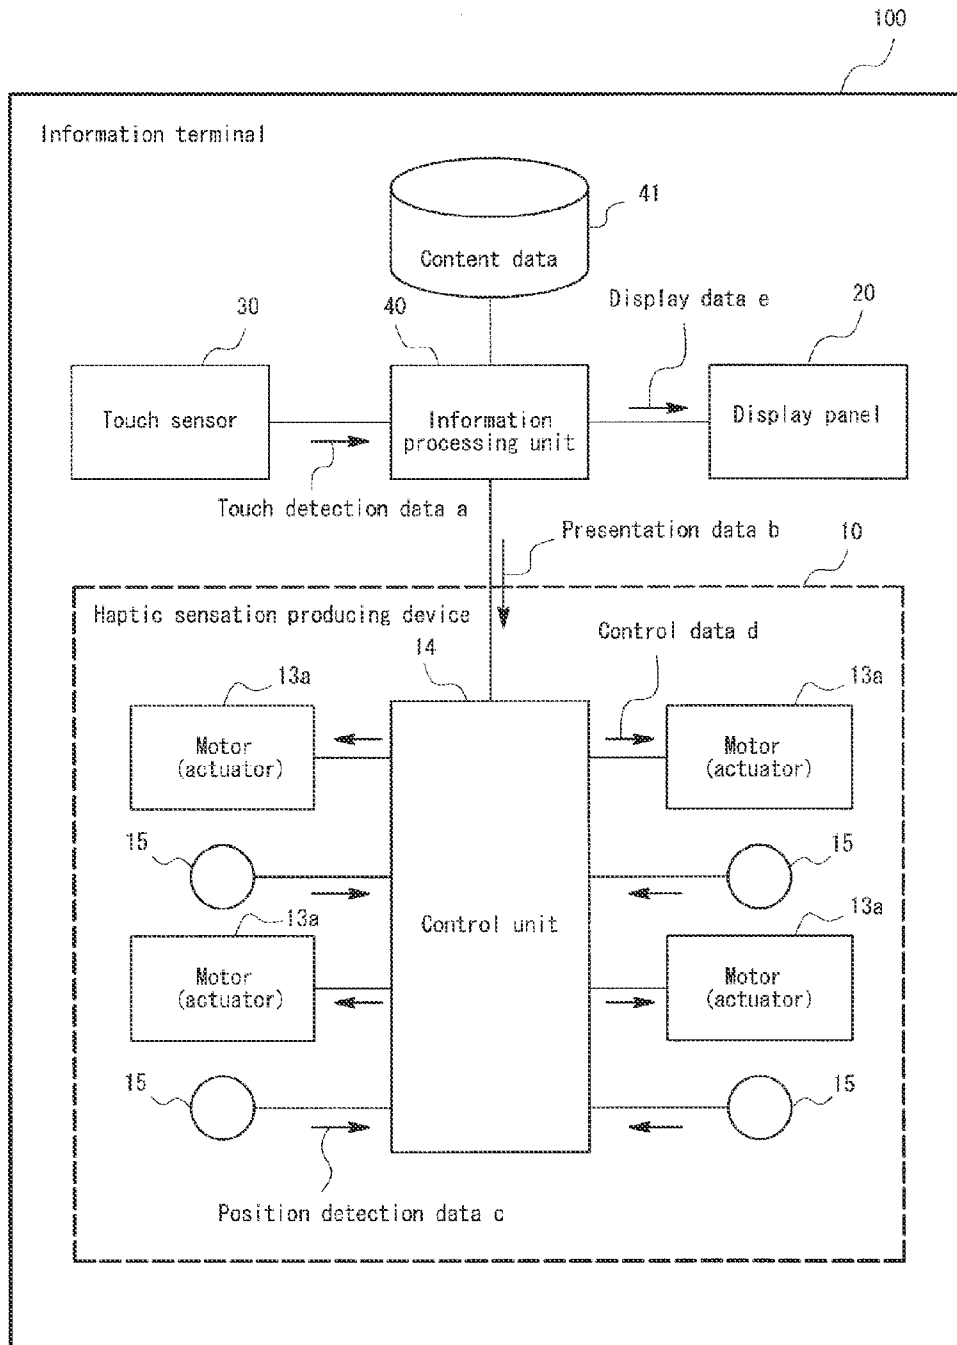 100
Information terminal
41
Content data
Display data e
30
40
20
Touch sensor
Information
processing unit
Display panel
Touch detection data a
Presentation data b
10
Haptic sensation producing device
Control data d
14
13a
13a
Motor
(actuator)
Motor
(actuator)
15
15
Control unit
13a
13a
Motor
(actuator)
Motor
(actuator)
15
15
Position detection data c